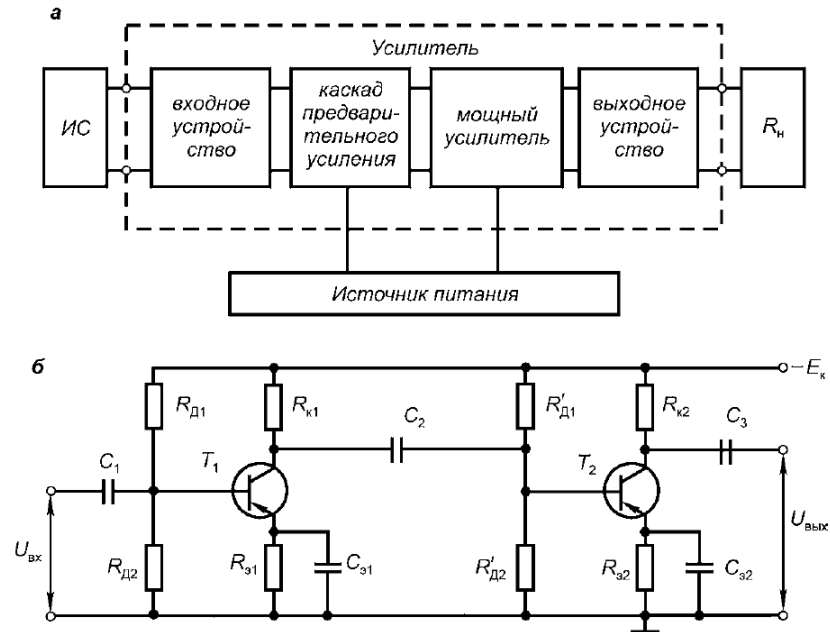 а
Усилитель
ИС
входное
устрой-
ство
каскад
предвари-
тельного
усиления
мощный
усилитель
выходное
устрой-
ство
Rн
Источник питания
б
−Eк
RД1
Rк1
C2
R′Д1
Rк2
C3
C1
T1
T2
Uвх
RД2
Rэ1
Cэ1
R′Д2
Rэ2
Cэ2
Uвых